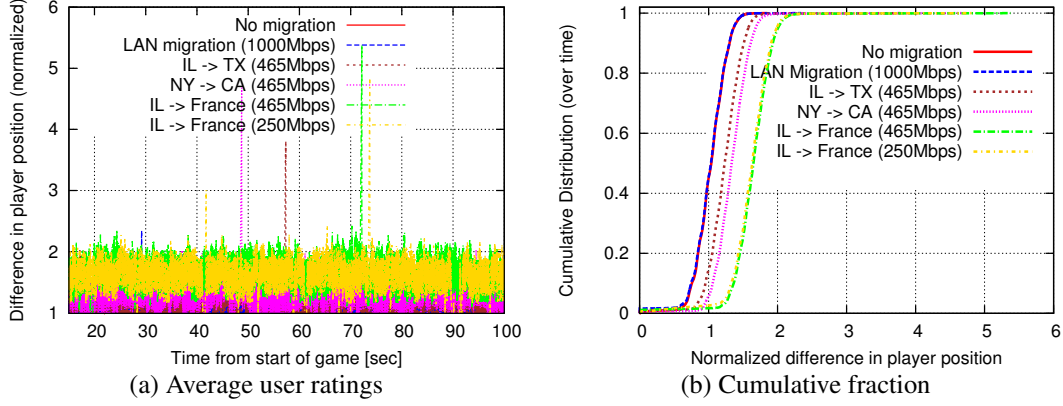 Difference in player position (normalized)
6
5
4
3
2
1
No migration
LAN migration (1000Mbps)
IL -> TX (465Mbps)
NY -> CA (465Mbps)
IL -> France (465Mbps)
IL -> France (250Mbps)
20 30 40 50 60 70 80 90 100
Time from start of game [sec]
(a) Average user ratings
Cumulative Distribution (over time)
1
0.8
0.6
0.4
0.2
0
No migration
LAN Migration (1000Mbps)
IL -> TX (465Mbps)
NY -> CA (465Mbps)
IL -> France (465Mbps)
IL -> France (250Mbps)
0 1 2 3 4 5 6
Normalized difference in player position
(b) Cumulative fraction